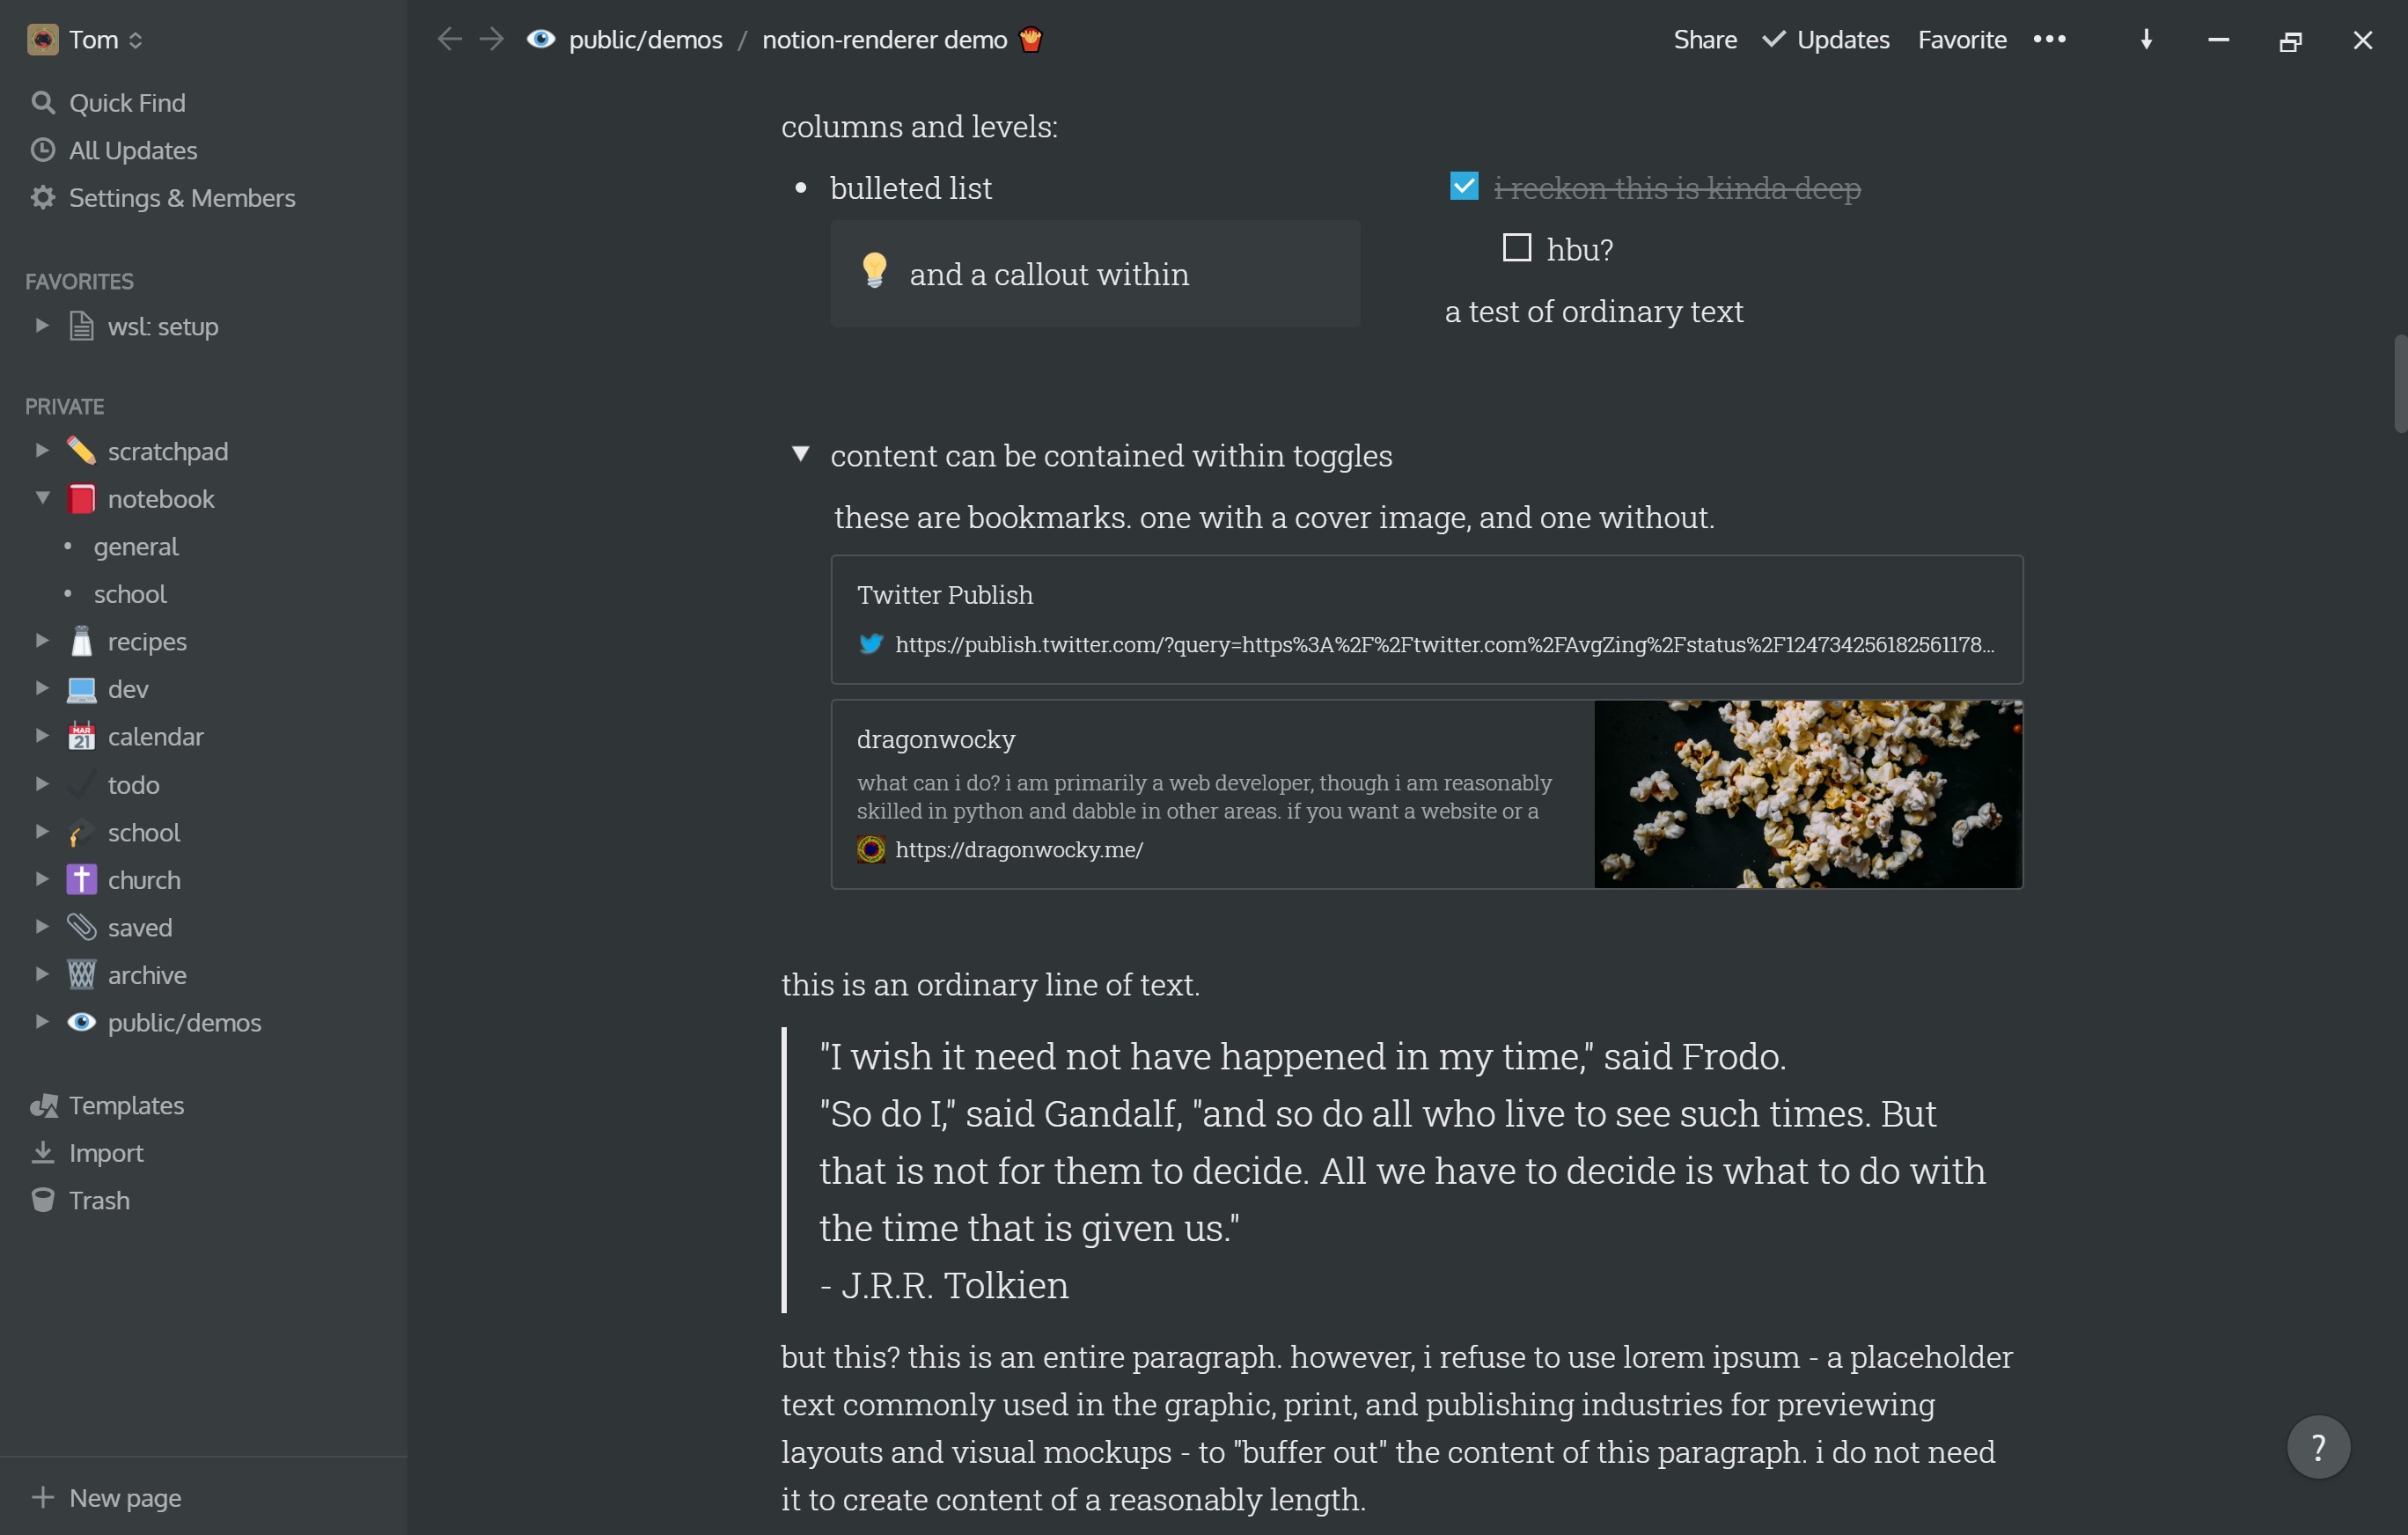 Tom
Quick Find
All Updates
Settings & Members
FAVORITES
wsl: setup
PRIVATE
scratchpad
notebook
• general
• school
recipes
dev
MAR
21
calendar
todo
school
church
saved
archive
public/demos
Templates
Import
Trash
New page
public/demos / notion-renderer demo
Share Updates Favorite •••
columns and levels:
• bulleted list
and a callout within
i reckon this is kinda deep
hbu?
a test of ordinary text
content can be contained within toggles
these are bookmarks. one with a cover image, and one without.
Twitter Publish
https://publish.twitter.com/?query=https%3A%2F%2Ftwitter.com%2FAvgZing%2Fstatus%2F124734256182561178...
dragonwocky
what can i do? i am primarily a web developer, though i am reasonably
skilled in python and dabble in other areas. if you want a website or a
https://dragonwocky.me/
this is an ordinary line of text.
"I wish it need not have happened in my time," said Frodo.
"So do I," said Gandalf, "and so do all who live to see such times. But
that is not for them to decide. All we have to decide is what to do with
the time that is given us."
- J.R.R. Tolkien
but this? this is an entire paragraph. however, i refuse to use lorem ipsum - a placeholder
text commonly used in the graphic, print, and publishing industries for previewing
layouts and visual mockups - to "buffer out" the content of this paragraph. i do not need
it to create content of a reasonably length.
?